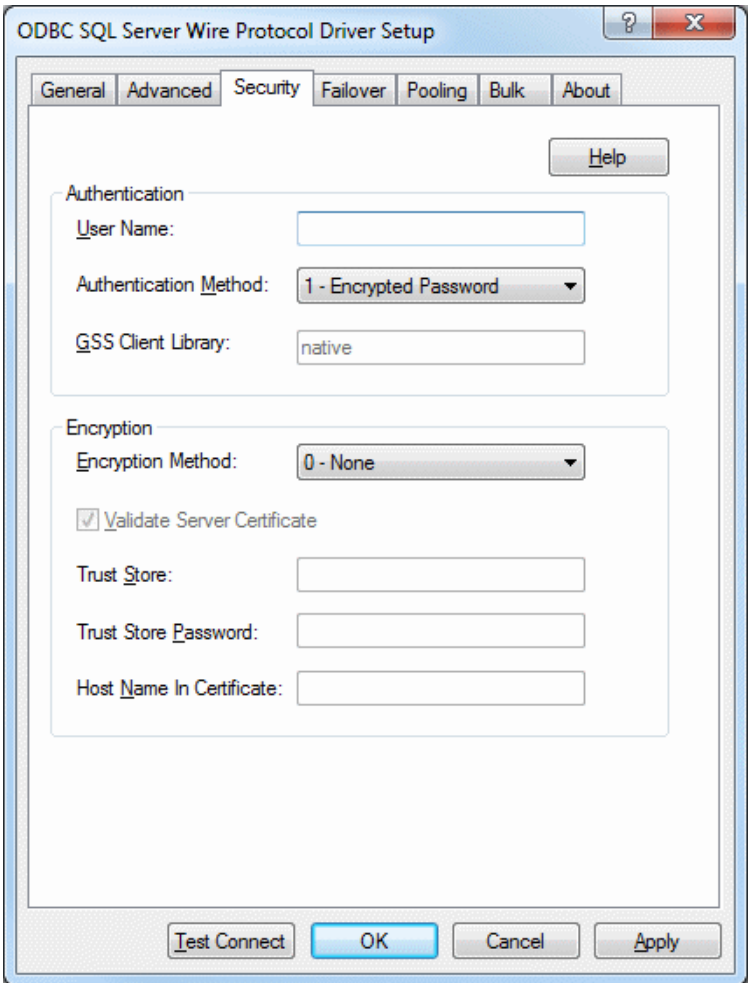 ODBC SQL Server Wire Protocol Driver Setup
General Advanced Security Failover Pooling Bulk About
Help
Authentication
User Name:
Authentication Method: 1 - Encrypted Password
GSS Client Library: native
Encryption
Encryption Method: 0 - None
Validate Server Certificate
Trust Store:
Trust Store Password:
Host Name In Certificate:
Test Connect OK Cancel Apply